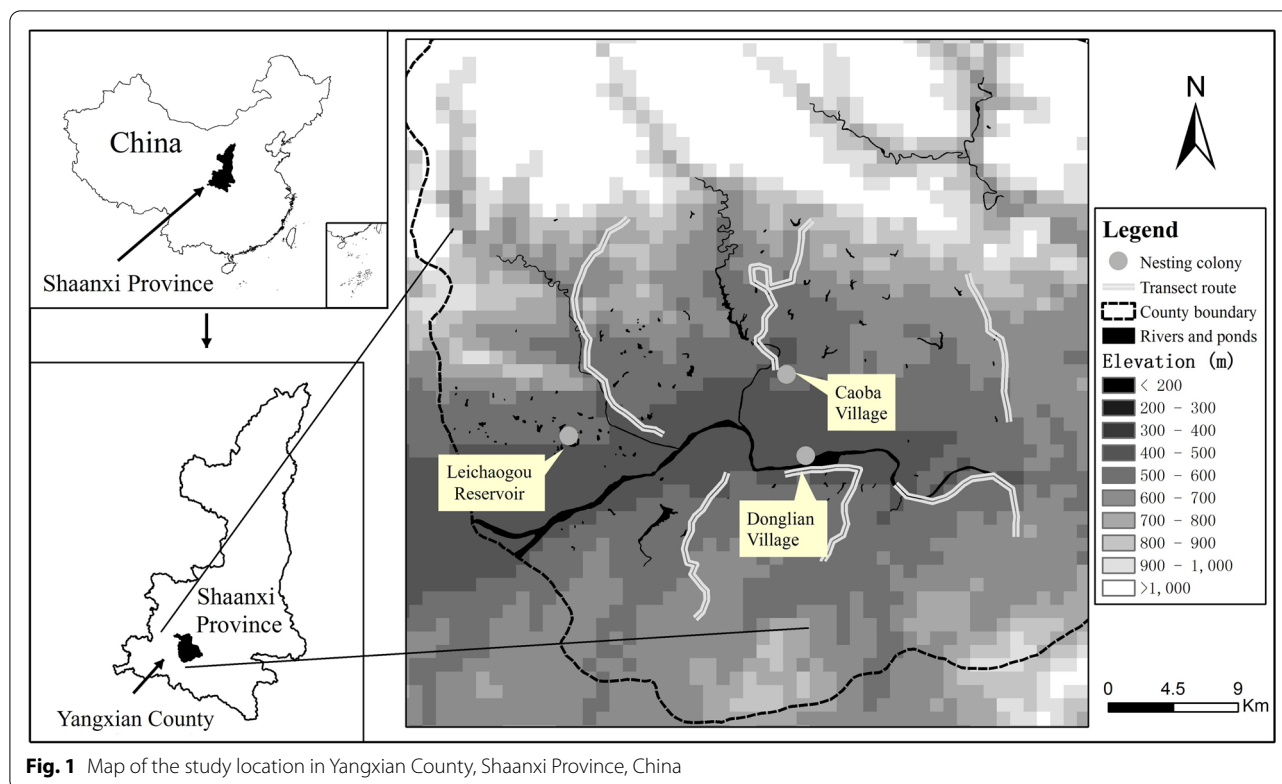 China
Shaanxi Province
Shaanxi
Province
Yangxian County
Caoba
Village
Leichaogou
Reservoir
Donglian
Village
N
Legend
Nesting colony
Transect route
County boundary
Rivers and ponds
Elevation (m)
< 200
200 - 300
300 - 400
400 - 500
500 - 600
600 - 700
700 - 800
800 - 900
900 - 1,000
>1,000
0 4.5 9
Km
Fig. 1 Map of the study location in Yangxian County, Shaanxi Province, China